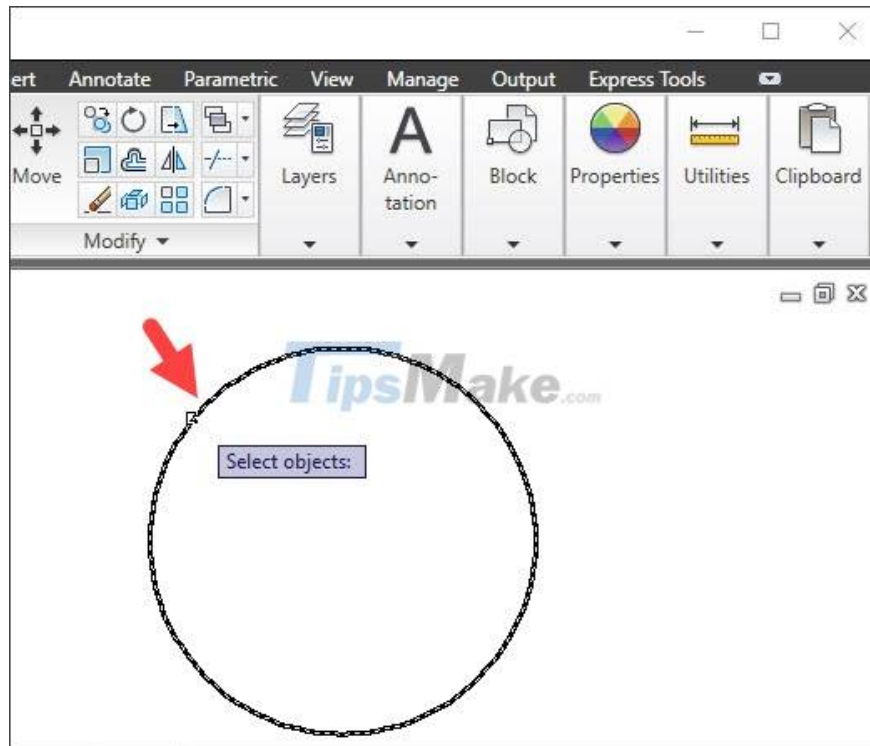 ert Annotate Parametric View Manage Output Express Tools
Move
Layers
Anno-
tation
Block
Properties
Utilities
Clipboard
Modify
TipsMake.com
Select objects: